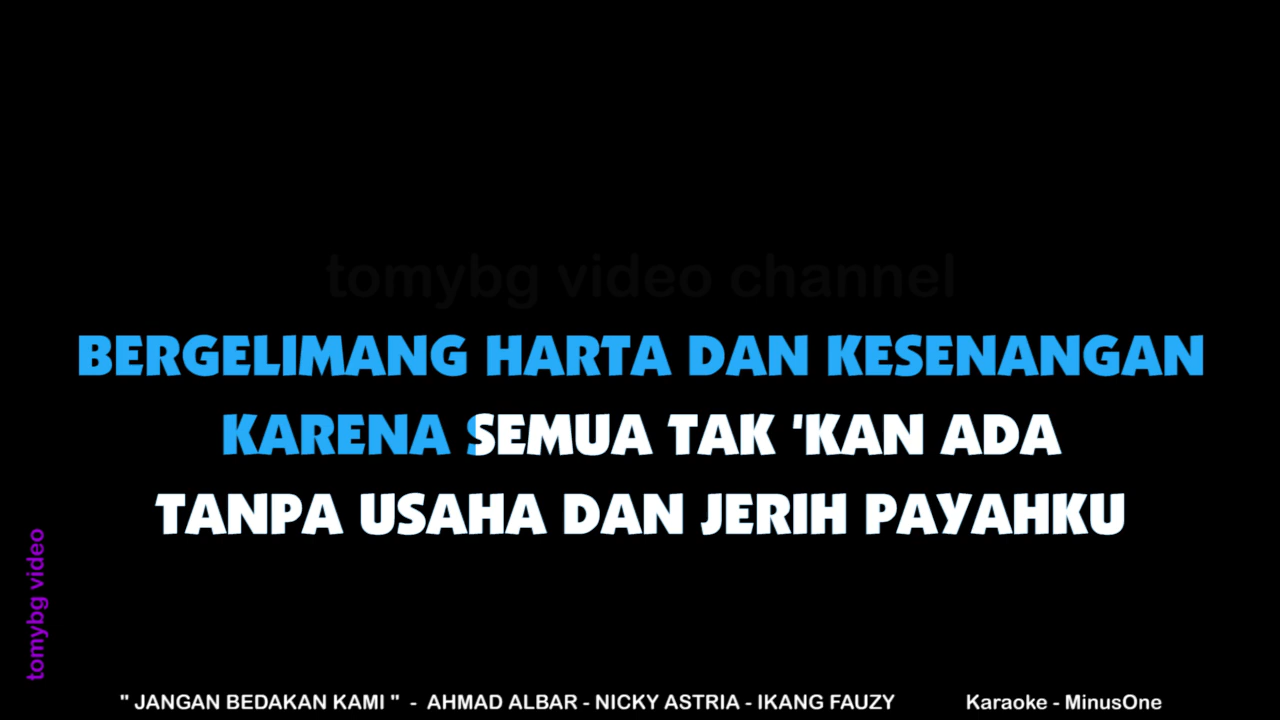 tomybg video channel
BERGELIMANG HARTA DAN KESENANGAN
KARENA SEMUA TAK 'KAN ADA
TANPA USAHA DAN JERIH PAYAHKU
tomybg video
" JANGAN BEDAKAN KAMI " - AHMAD ALBAR - NICKY ASTRIA - IKANG FAUZY Karaoke - MinusOne